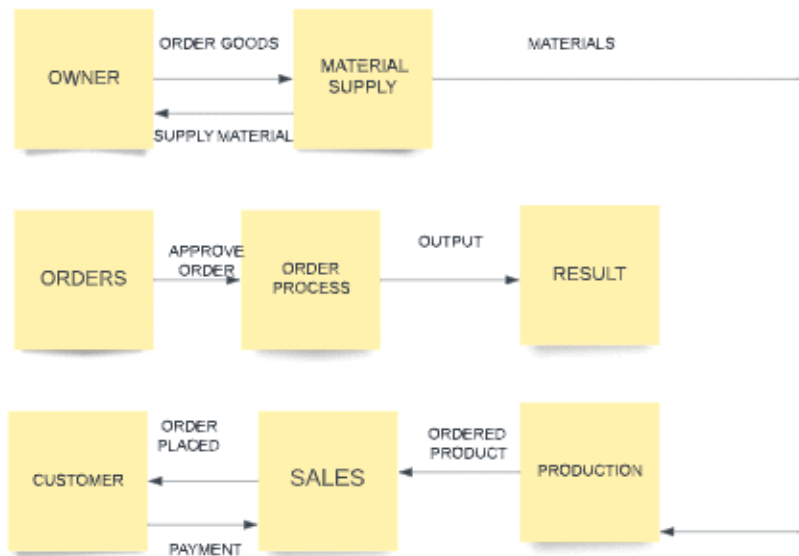 ORDER GOODS
MATERIALS
OWNER
MATERIAL
SUPPLY
SUPPLY MATERIAL
APPROVE
ORDER
OUTPUT
ORDERS
ORDER
PROCESS
RESULT
ORDER
PLACED
ORDERED
PRODUCT
CUSTOMER
SALES
PRODUCTION
PAYMENT